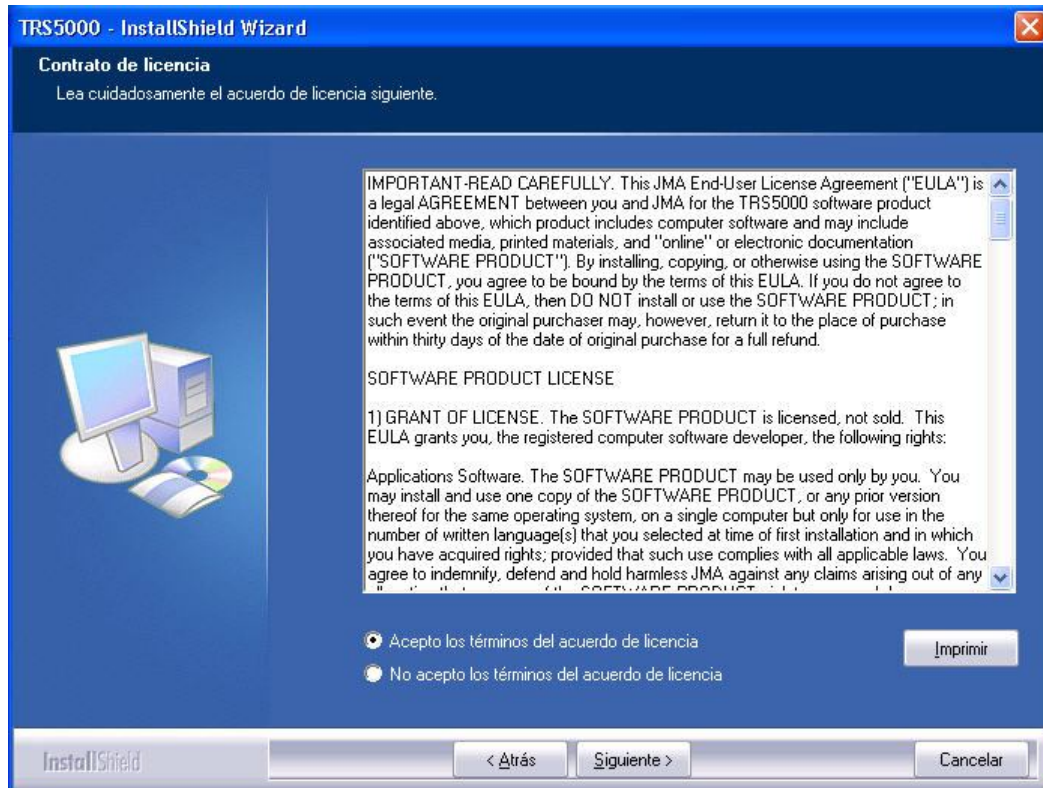 TRS5000 - InstallShield Wizard
Contrato de licencia
Lea cuidadosamente el acuerdo de licencia siguiente.
IMPORTANT-READ CAREFULLY. This JMA End-User License Agreement ("EULA") is
a legal AGREEMENT between you and JMA for the TRS5000 software product
identified above, which product includes computer software and may include
associated media, printed materials, and "online" or electronic documentation
("SOFTWARE PRODUCT"). By installing, copying, or otherwise using the SOFTWARE
PRODUCT, you agree to be bound by the terms of this EULA. If you do not agree to
the terms of this EULA, then DO NOT install or use the SOFTWARE PRODUCT; in
such event the original purchaser may, however, return it to the place of purchase
within thirty days of the date of original purchase for a full refund.
SOFTWARE PRODUCT LICENSE
1) GRANT OF LICENSE. The SOFTWARE PRODUCT is licensed, not sold. This
EULA grants you, the registered computer software developer, the following rights:
Applications Software. The SOFTWARE PRODUCT may be used only by you. You
may install and use one copy of the SOFTWARE PRODUCT, or any prior version
thereof for the same operating system, on a single computer but only for use in the
number of written language(s) that you selected at time of first installation and in which
you have acquired rights; provided that such use complies with all applicable laws. You
agree to indemnify, defend and hold harmless JMA against any claims arising out of any
Acepto los términos del acuerdo de licencia
No acepto los términos del acuerdo de licencia
Imprimir
InstallShield
< Atrás
Siguiente >
Cancelar